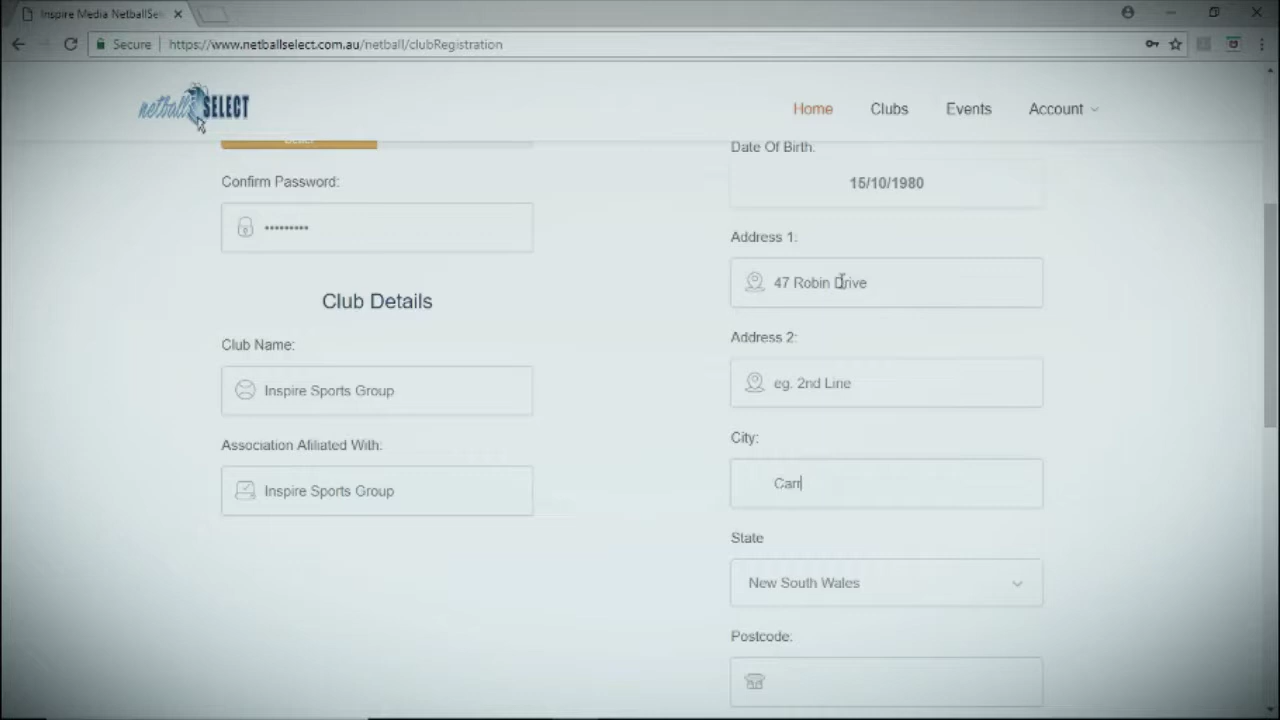 Inspire Media NetballSel
Secure
https://www.netballselect.com.au/netball/clubRegistration
netball SELECT
Home
Clubs
Events
Account
Confirm Password:
•••••••••
Club Details
Club Name:
Inspire Sports Group
Association Afiliated With:
Inspire Sports Group
Date Of Birth:
15/10/1980
Address 1:
47 Robin Drive
Address 2:
eg. 2nd Line
City:
Carr
State
New South Wales
Postcode: